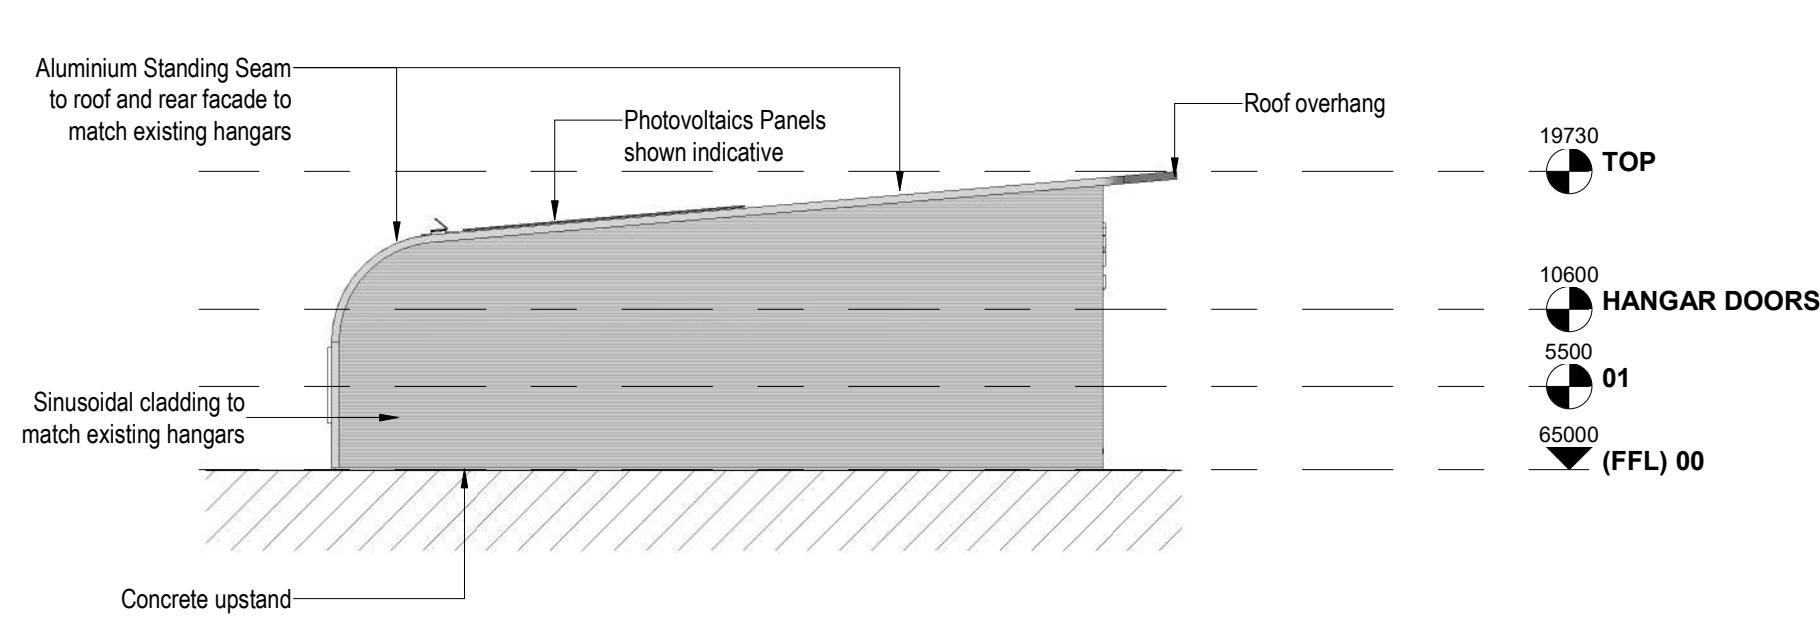 Aluminium Standing Seam
to roof and rear facade to
match existing hangars
Photovoltaics Panels
shown indicative
Roof overhang
19730
TOP
10600
HANGAR DOORS
5500
01
Sinusoidal cladding to
match existing hangars
65000
(FFL) 00
Concrete upstand